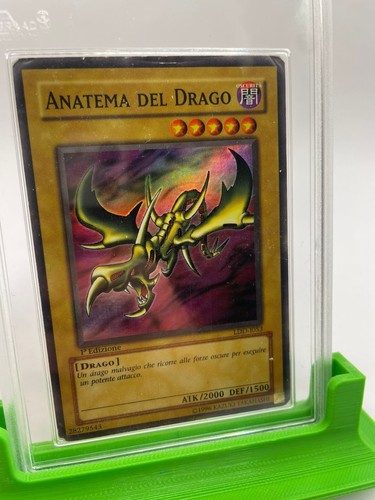 ANATEMA DEL DRAGO
闇
1ª Edizione
[DRAGO]
Un drago malvagio che ricorre alle forze oscure per eseguire
un potente attacco.
ATK/2000 DEF/1500
28279543